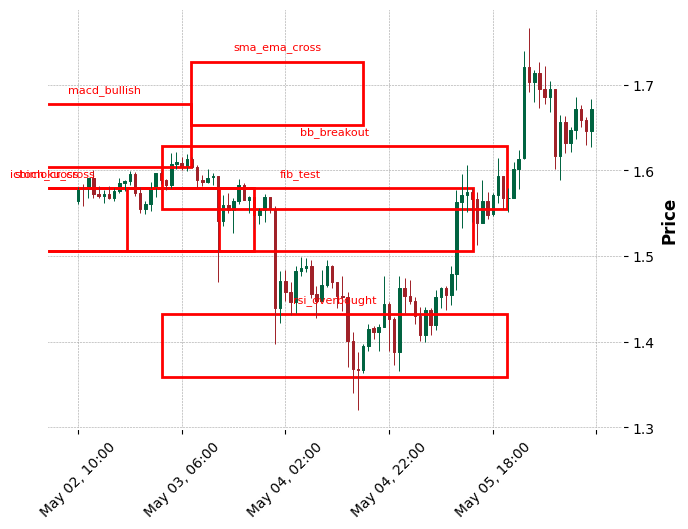 sma_ema_cross
macd_bullish
bb_breakout
fib_test
1.7
1.6
1.5
1.4
1.3
Price
May 02, 10:00
May 03, 06:00
May 04, 02:00
May 04, 22:00
May 05, 18:00